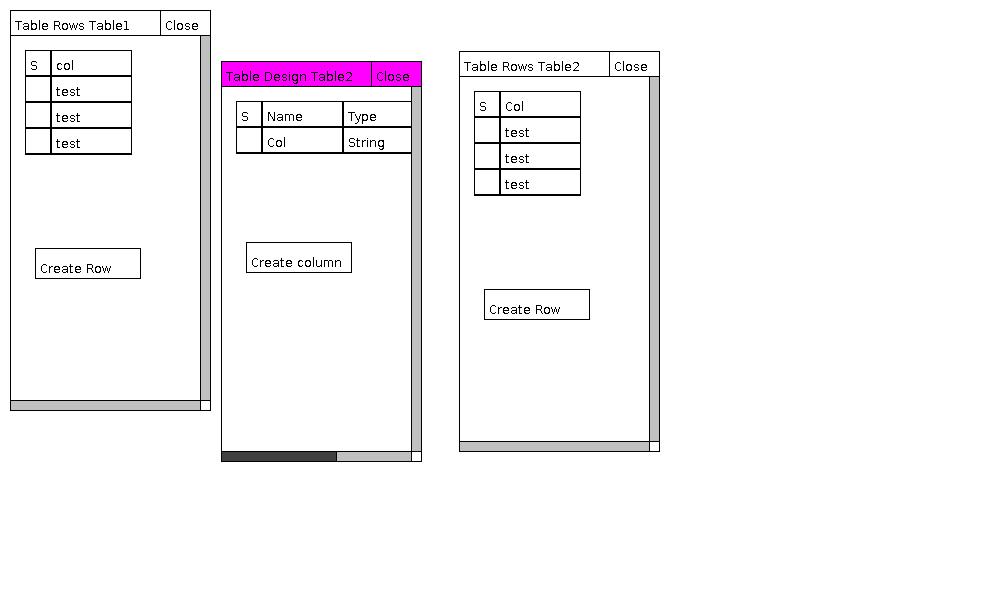 Table Rows Table1 Close
S col
test
test
test
Create Row
Table Design Table2 Close
S Name Type
Col String
Create column
Table Rows Table2 Close
S Col
test
test
test
Create Row